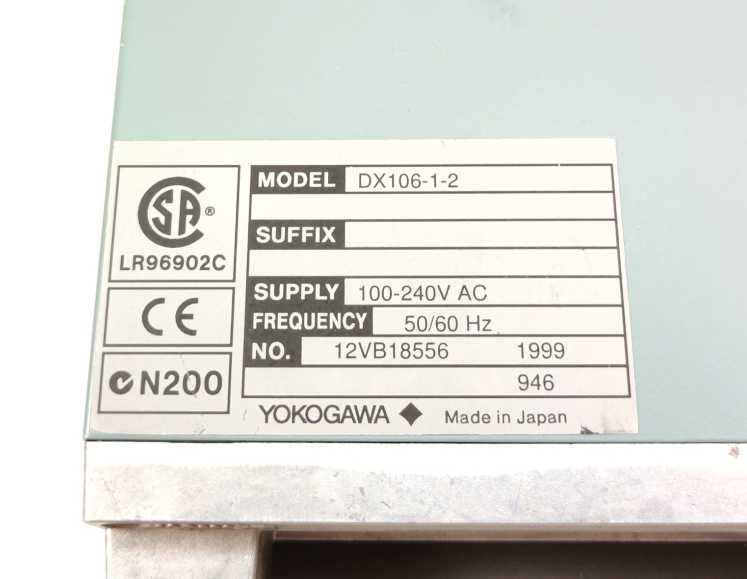 MODEL DX106-1-2
SUFFIX
SUPPLY 100-240V AC
FREQUENCY 50/60 Hz
NO. 12VB18556 1999
946
SA ®
LR96902C
CE
N200
YOKOGAWA Made in Japan